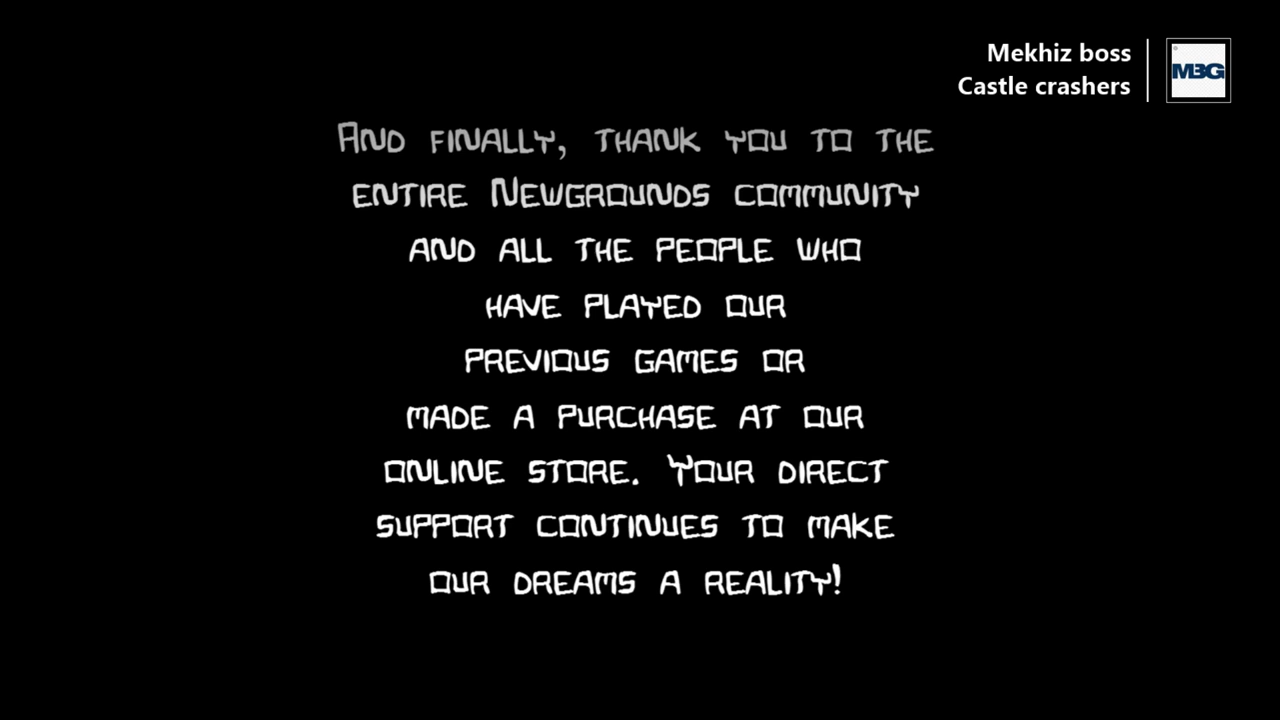 Mekhiz boss
Castle crashers
MBG
And finally, thank you to the
entire Newgrounds community
and all the people who
have played our
previous games or
made a purchase at our
online store. Your direct
support continues to make
our dreams a reality!